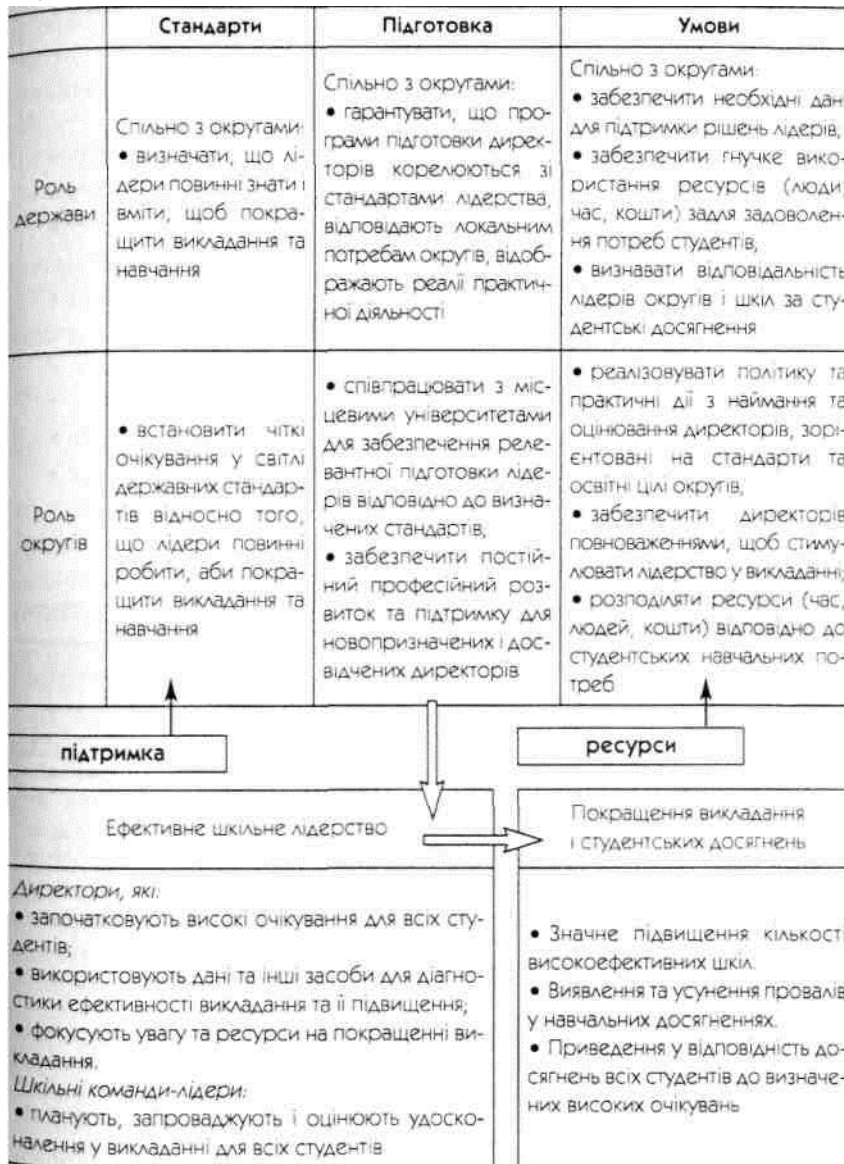 Стандарти
Підготовка
Умови
Роль
держави
Спільно з округами:
• визначати, що лі-
дери повинні знати і
вміти, щоб покра-
щити викладання та
навчання
Спільно з округами:
• гарантувати, що про-
грами підготовки дирек-
торів корелюються зі
стандартами лідерства,
відповідають локальним
потребам округів, відоб-
ражають реалії практич-
ної діяльності
Спільно з округами:
• забезпечити необхідні дані
для підтримки рішень лідерів;
• забезпечити гнучке вико-
ристання ресурсів (люди,
час, кошти) задля задоволен-
ня потреб студентів;
• визнавати відповідальність
лідерів округів і шкіл за сту-
дентські досягнення
Роль
округів
• встановити чіткі
очікування у світлі
державних стандар-
тів відносно того,
що лідери повинні
робити, аби покра-
щити викладання та
навчання
• співпрацювати з міс-
цевими університетами
для забезпечення реле-
вантної підготовки ліде-
рів відповідно до визна-
чених стандартів;
• забезпечити постій-
ний професійний роз-
виток та підтримку для
новопризначених і дос-
відчених директорів
• реалізовувати політику та
практичні дії з наймання та
оцінювання директорів, зорі-
єнтовані на стандарти та
освітні цілі округів;
• забезпечити директорів
повноваженнями, щоб стиму-
лювати лідерство у викладанні;
• розподіляти ресурси (час,
людей, кошти) відповідно до
студентських навчальних по-
треб
підтримка
ресурси
Ефективне шкільне лідерство
Покращення викладання
і студентських досягнень
Директори, які:
• започатковують високі очікування для всіх сту-
дентів;
• використовують дані та інші засоби для діагно-
стики ефективності викладання та її підвищення;
• фокусують увагу та ресурси на покращенні ви-
кладання.
Шкільні команди-лідери:
• планують, запроваджують і оцінюють удоско-
налення у викладанні для всіх студентів
• Значне підвищення кількості
високоефективних шкіл.
• Виявлення та усунення провалів
у навчальних досягненнях.
• Приведення у відповідність до-
сягнень всіх студентів до визначе-
них високих очікувань